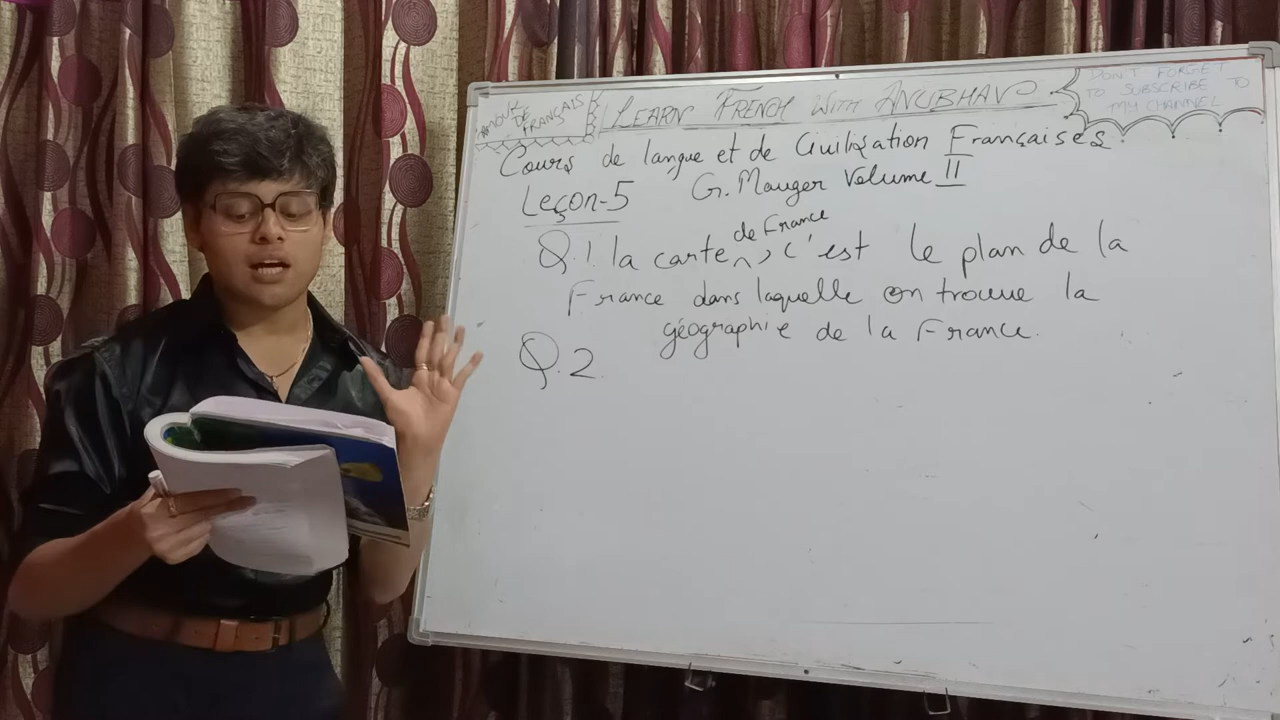 AMOUR DE FRANÇAIS
LEARN FRENCH WITH ANUBHAV
DON'T FORGET TO
TO SUBSCRIBE
MY CHANNEL
Cours de langue et de Civilisation Françaises.
Leçon-5 G. Mauger Volume II
de France
Q.1. la carte ^, c'est le plan de la
France dans laquelle on trouve la
géographie de la France.
Q.2.